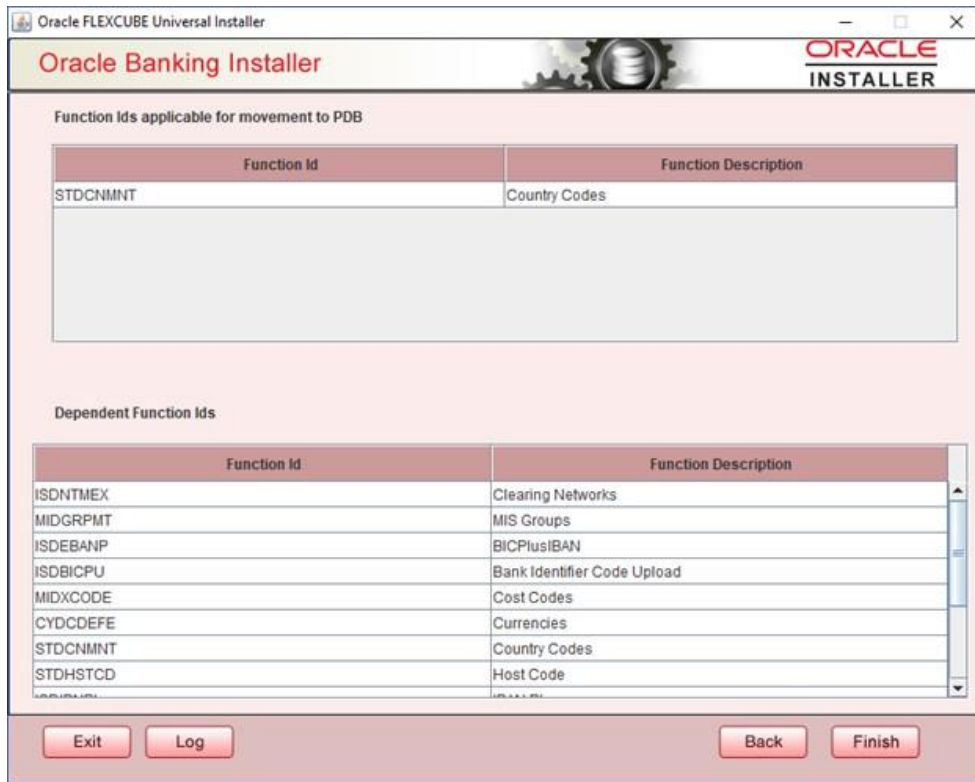 Oracle FLEXCUBE Universal Installer
Oracle Banking Installer
ORACLE
INSTALLER
Function Ids applicable for movement to PDB
Function Id Function Description
STDCNMNT Country Codes
Dependent Function Ids
Function Id Function Description
ISDNTMEX Clearing Networks
MIDGRPMT MIS Groups
ISDEBANP BICPlusIBAN
ISDBICPU Bank Identifier Code Upload
MIDXCODE Cost Codes
CYDCDEFE Currencies
STDCNMNT Country Codes
STDHSTCD Host Code
Exit Log Back Finish